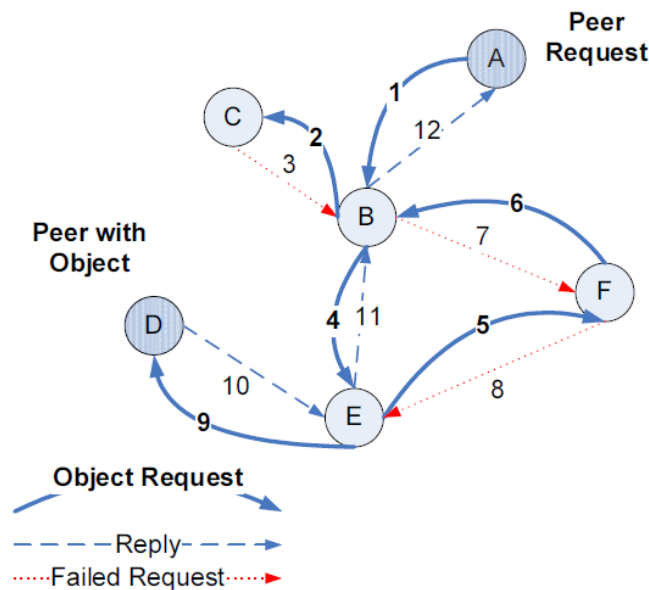 Peer
Request
A
1
C
2
12
3
B
6
7
Peer with
Object
F
D
4
11
5
10
8
E
9
Object Request
Reply
Failed Request